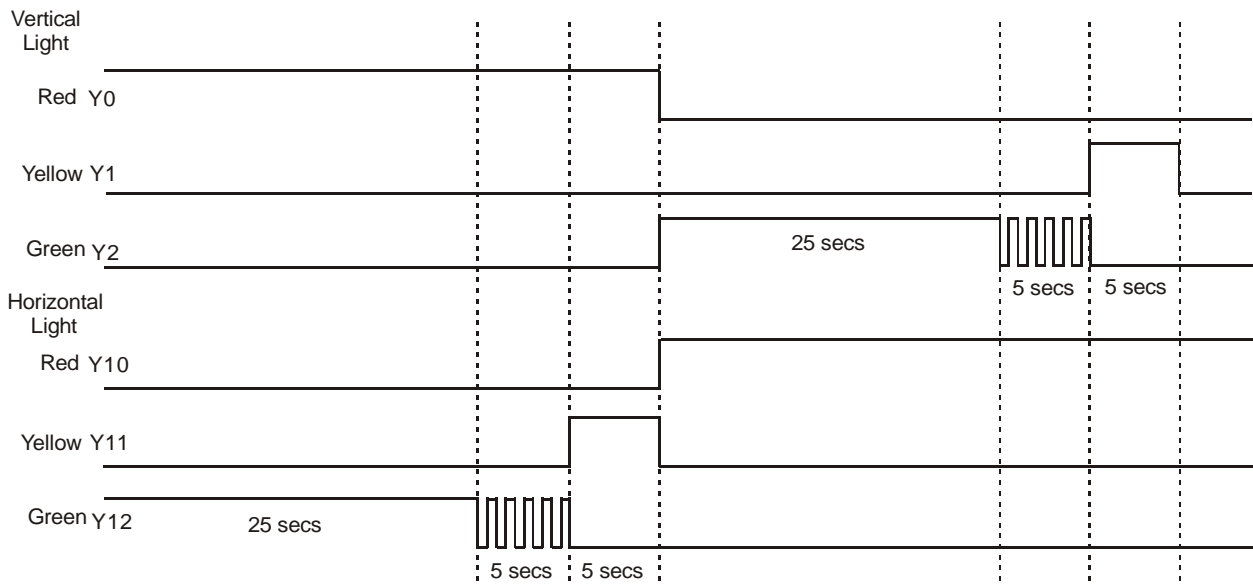 Vertical
Light
Red Y0
Yellow Y1
Green Y2
25 secs
5 secs
5 secs
Horizontal
Light
Red Y10
Yellow Y11
Green Y12
25 secs
5 secs
5 secs